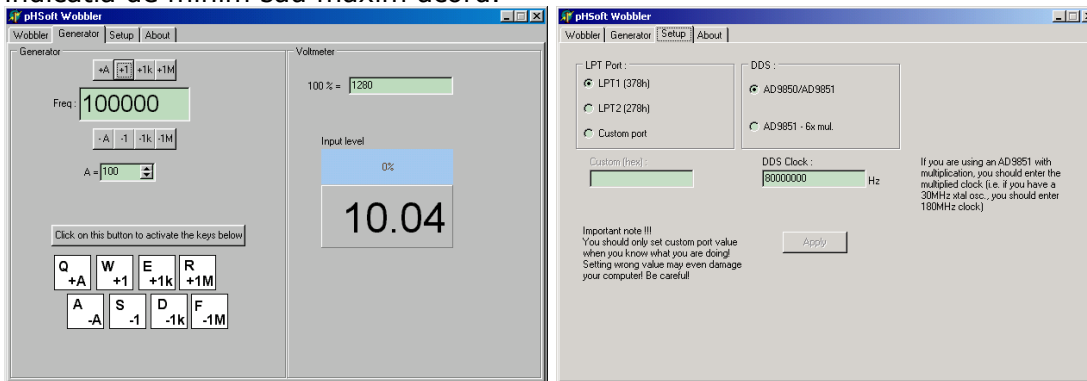 indicatia de minim sau maxim acord.
pHSoft Wobbler
Wobbler Generator Setup About
Generator
+A +1 +1k +1M
Freq: 100000
-A -1 -1k -1M
A = 100
Click on this button to activate the keys below
Q W E R
+A +1 +1k +1M
A S D F
-A -1 -1k -1M
Voltmeter
100 % = 1280
Input level
0%
10.04
pHSoft Wobbler
Wobbler Generator Setup About
LPT Port :
LPT1 (378h)
LPT2 (278h)
Custom port
DDS :
AD9850/AD9851
AD9851 - 6x mul.
Custom (hex) :
DDS Clock :
80000000 Hz
If you are using an AD9851 with
multiplication, you should enter the
multiplied clock (i.e. if you have a
30MHz xtal osc., you should enter
180MHz clock)
Important note !!!
You should only set custom port value
when you know what you are doing!
Setting wrong value may even damage
your computer! Be careful!
Apply